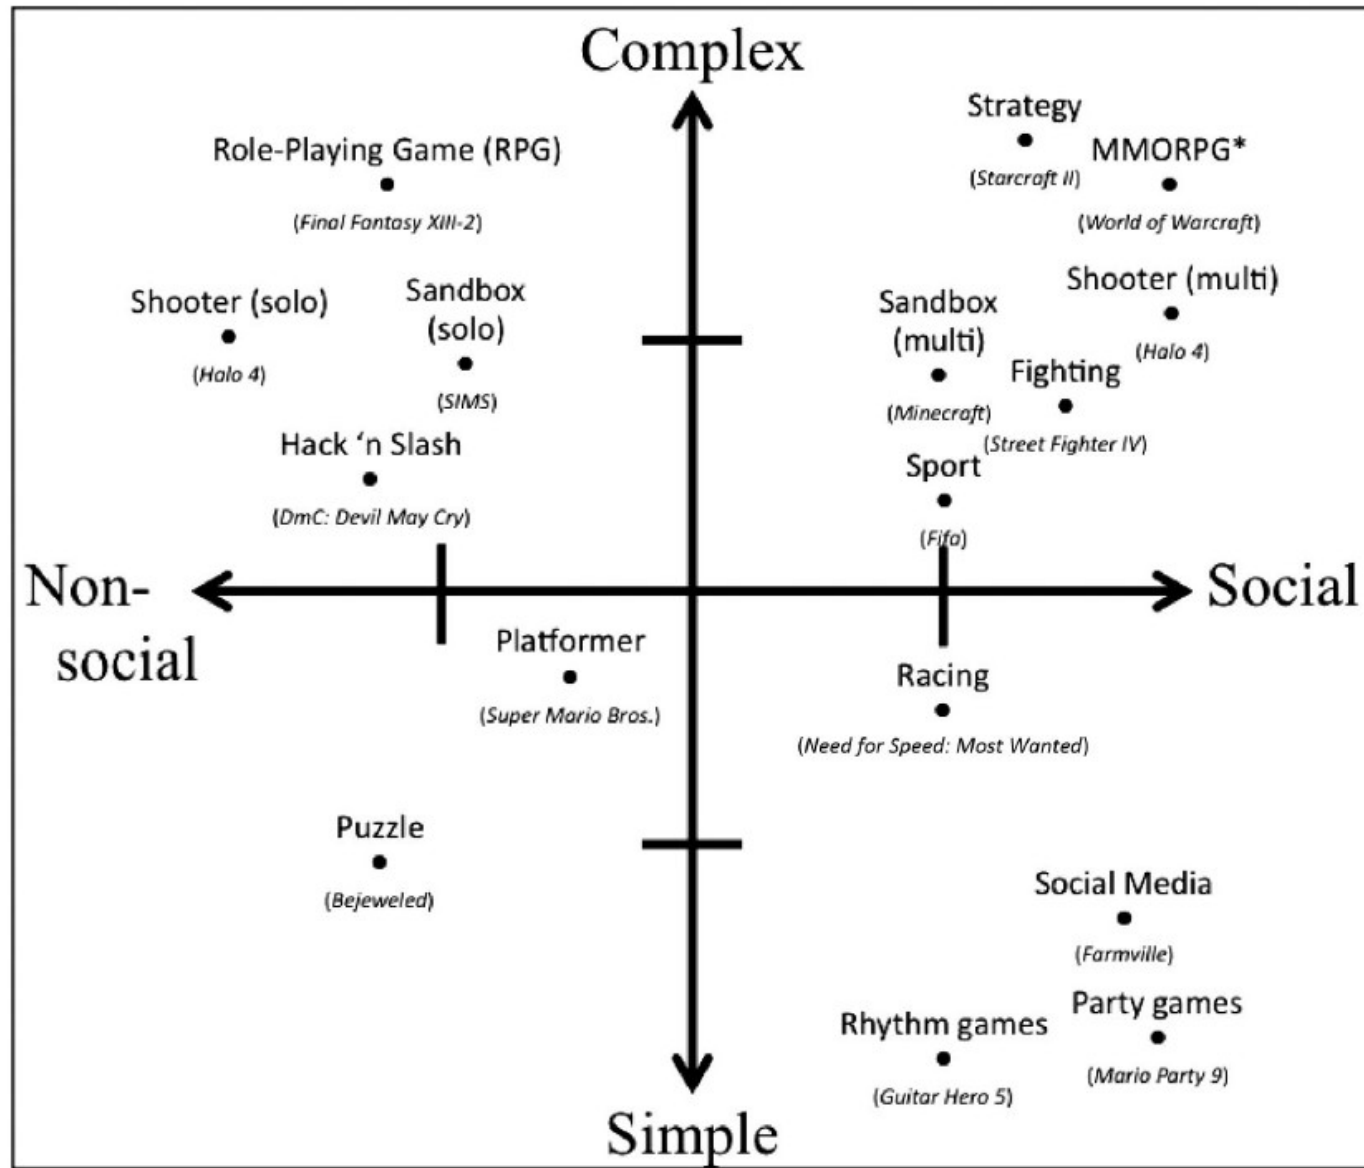 Complex
Strategy
(Starcraft II)
MMORPG*
(World of Warcraft)
Role-Playing Game (RPG)
(Final Fantasy XIII-2)
Shooter (solo)
(Halo 4)
Sandbox
(solo)
(SIMS)
Hack ‘n Slash
(DmC: Devil May Cry)
Shooter (multi)
(Halo 4)
Sandbox
(multi)
(Minecraft)
Fighting
(Street Fighter IV)
Sport
(Fifa)
Non-
social
Social
Platformer
(Super Mario Bros.)
Racing
(Need for Speed: Most Wanted)
Puzzle
(Bejeweled)
Social Media
(Farmville)
Party games
(Mario Party 9)
Rhythm games
(Guitar Hero 5)
Simple